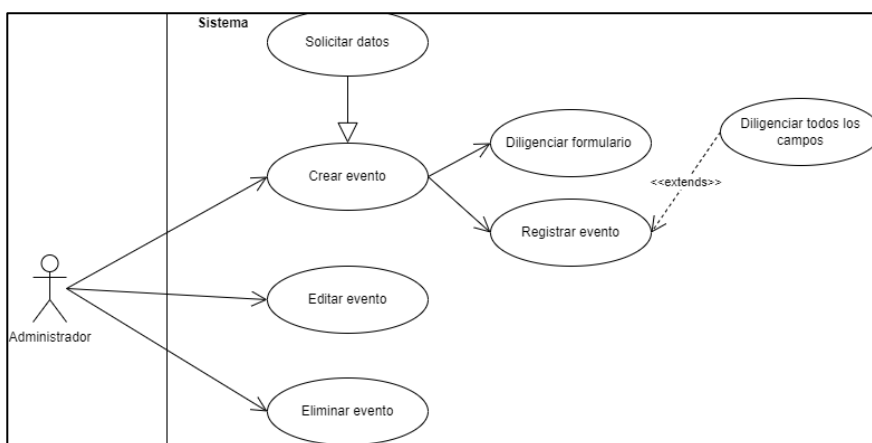 Sistema
Solicitar datos
Diligenciar formulario
Diligenciar todos los
campos
Crear evento
<<extends>>
Registrar evento
Editar evento
Administrador
Eliminar evento